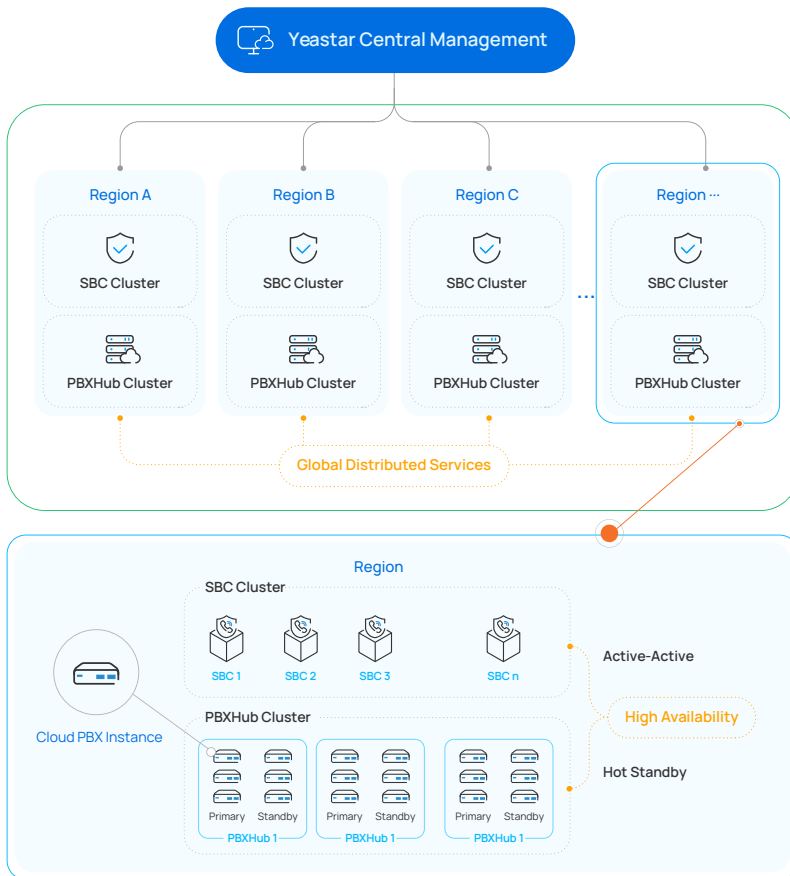 Yeastar Central Management
Region A
Region B
Region C
Region ···
SBC Cluster
SBC Cluster
SBC Cluster
SBC Cluster
...
PBXHub Cluster
PBXHub Cluster
PBXHub Cluster
PBXHub Cluster
Global Distributed Services
Region
SBC Cluster
SBC 1
SBC 2
SBC 3
SBC n
Active-Active
High Availability
Hot Standby
Cloud PBX Instance
PBXHub Cluster
Primary
Standby
Primary
Standby
Primary
Standby
PBXHub 1
PBXHub 1
PBXHub 1